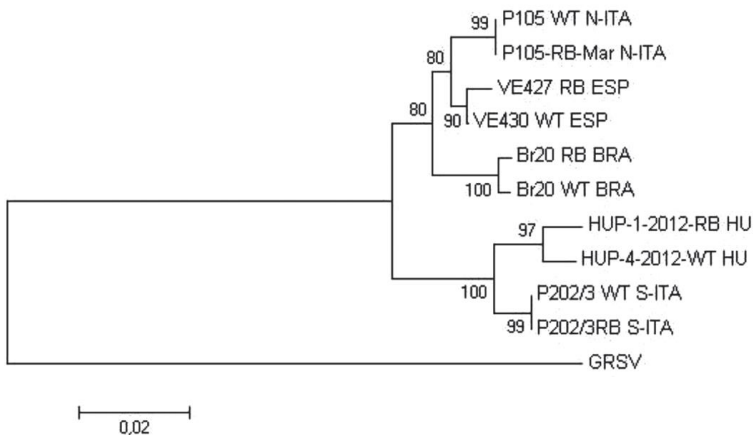 99
P105 WT N-ITA
P105-RB-Mar N-ITA
80
VE427 RB ESP
80
90
VE430 WT ESP
Br20 RB BRA
100
Br20 WT BRA
97
HUP-1-2012-RB HU
HUP-4-2012-WT HU
100
P202/3 WT S-ITA
99
P202/3RB S-ITA
GRSV
0,02